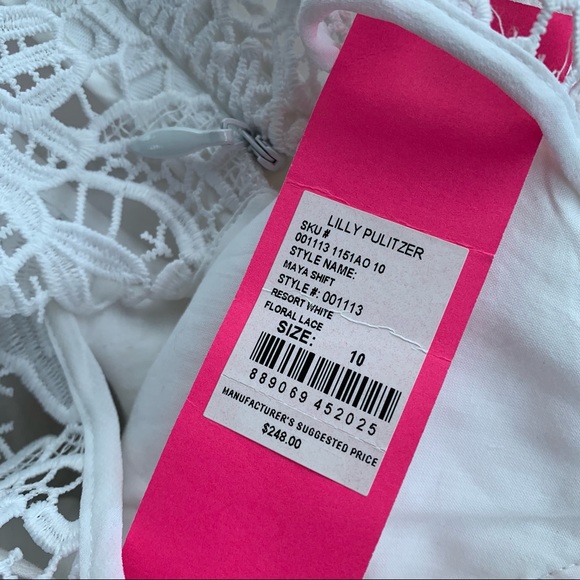 LILLY PULITZER
SKU #
001113 1151AO 10
STYLE NAME:
MAYA SHIFT
STYLE #: 001113
RESORT WHITE
FLORAL LACE
SIZE: 10
889069 452025
MANUFACTURER'S SUGGESTED PRICE
$248.00